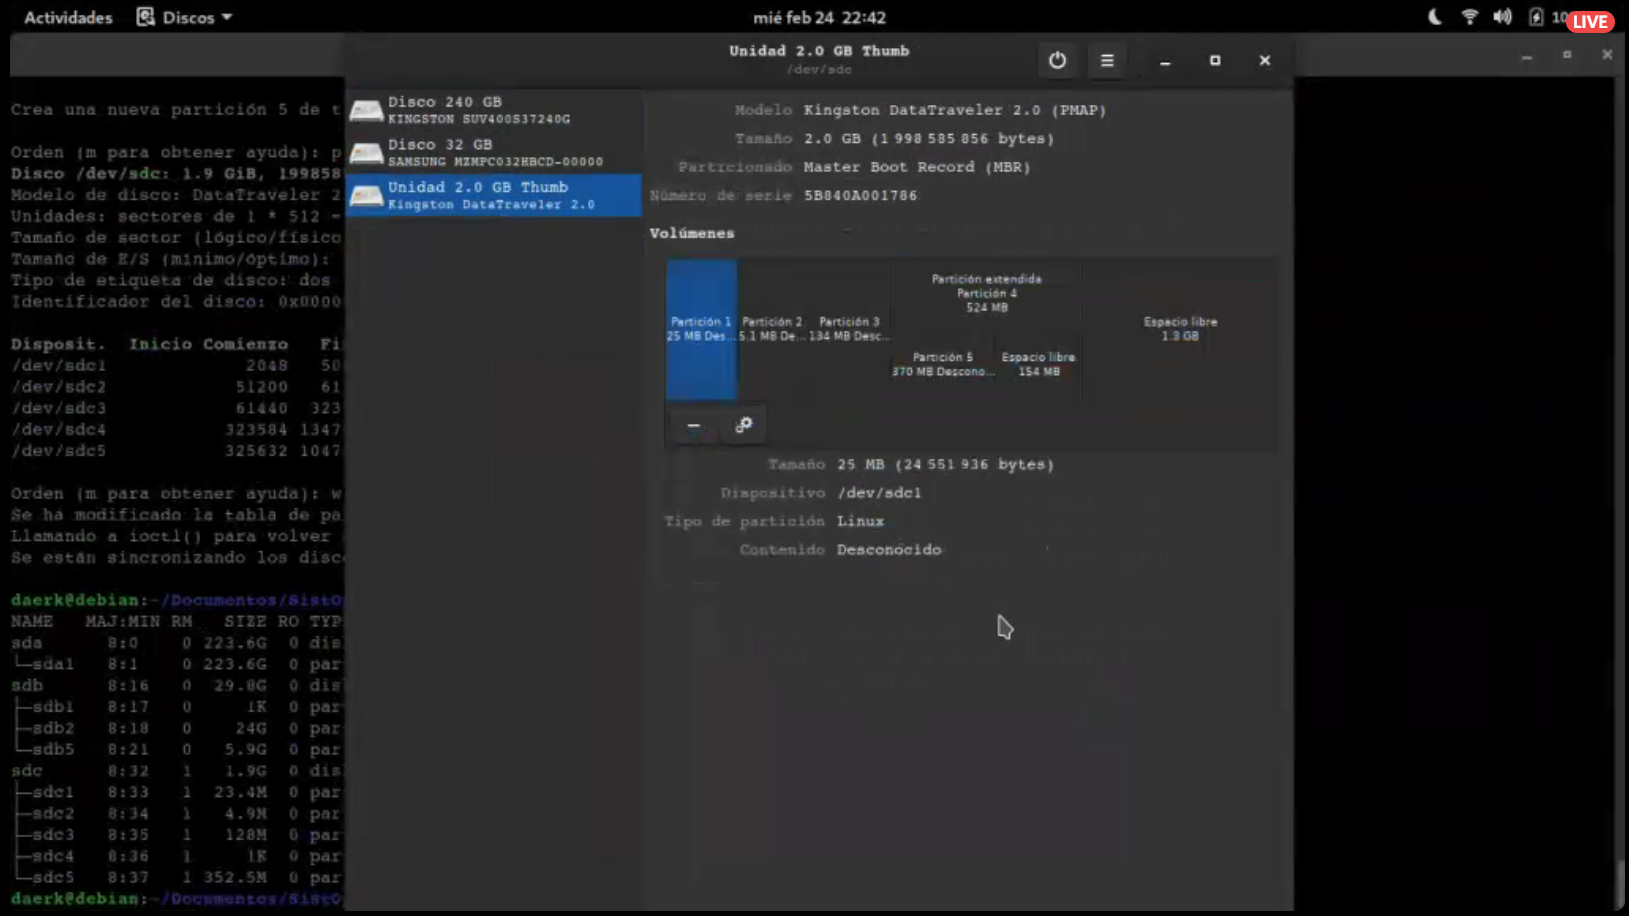 Actividades
Discos
mié feb 24 22:42
LIVE
Unidad 2.0 GB Thumb
/dev/sdc
Crea una nueva partición 5 de t
Orden (m para obtener ayuda): p
Disco /dev/sdc: 1.9 GiB, 199858
Modelo de disco: DataTraveler 2
Unidades: sectores de 1 * 512
Tamaño de sector (lógico/físico
Tamaño de E/S (mínimo/óptimo):
Tipo de etiqueta de disco: dos
Identificador del disco: 0x0000
Disposit. Inicio Comienzo Fi
/dev/sdc1 2048 50
/dev/sdc2 51200 61
/dev/sdc3 61440 323
/dev/sdc4 323584 1347
/dev/sdc5 325632 1047
Orden (m para obtener ayuda): w
Se ha modificado la tabla de pa
Llamando a ioctl() para volver
Se están sincronizando los disc
daerk@debian:~/Documentos/SistO
NAME MAJ:MIN RM SIZE RO TYP
sda 8:0 0 223.6G 0 dis
└─sda1 8:1 0 223.6G 0 par
sdb 8:16 0 29.8G 0 dis
├─sdb1 8:17 0 1K 0 par
├─sdb2 8:18 0 24G 0 par
└─sdb5 8:21 0 5.9G 0 par
sdc 8:32 1 1.9G 0 dis
├─sdc1 8:33 1 23.4M 0 par
├─sdc2 8:34 1 4.9M 0 par
├─sdc3 8:35 1 128M 0 par
├─sdc4 8:36 1 1K 0 par
└─sdc5 8:37 1 352.5M 0 par
daerk@debian:~/Documentos/SistO
Disco 240 GB
KINGSTON SUV400S37240G
Disco 32 GB
SAMSUNG MZMPC032HBCD-00000
Unidad 2.0 GB Thumb
Kingston DataTraveler 2.0
Modelo Kingston DataTraveler 2.0 (PMAP)
Tamaño 2.0 GB (1 998 585 856 bytes)
Particionado Master Boot Record (MBR)
Número de serie 5B840A001786
Volúmenes
Partición 1
25 MB Des...
Partición 2
5.1 MB De...
Partición 3
134 MB Desc...
Partición extendida
Partición 4
524 MB
Partición 5
370 MB Descono...
Espacio libre
154 MB
Espacio libre
1.3 GB
Tamaño 25 MB (24 551 936 bytes)
Dispositivo /dev/sdc1
Tipo de partición Linux
Contenido Desconocido